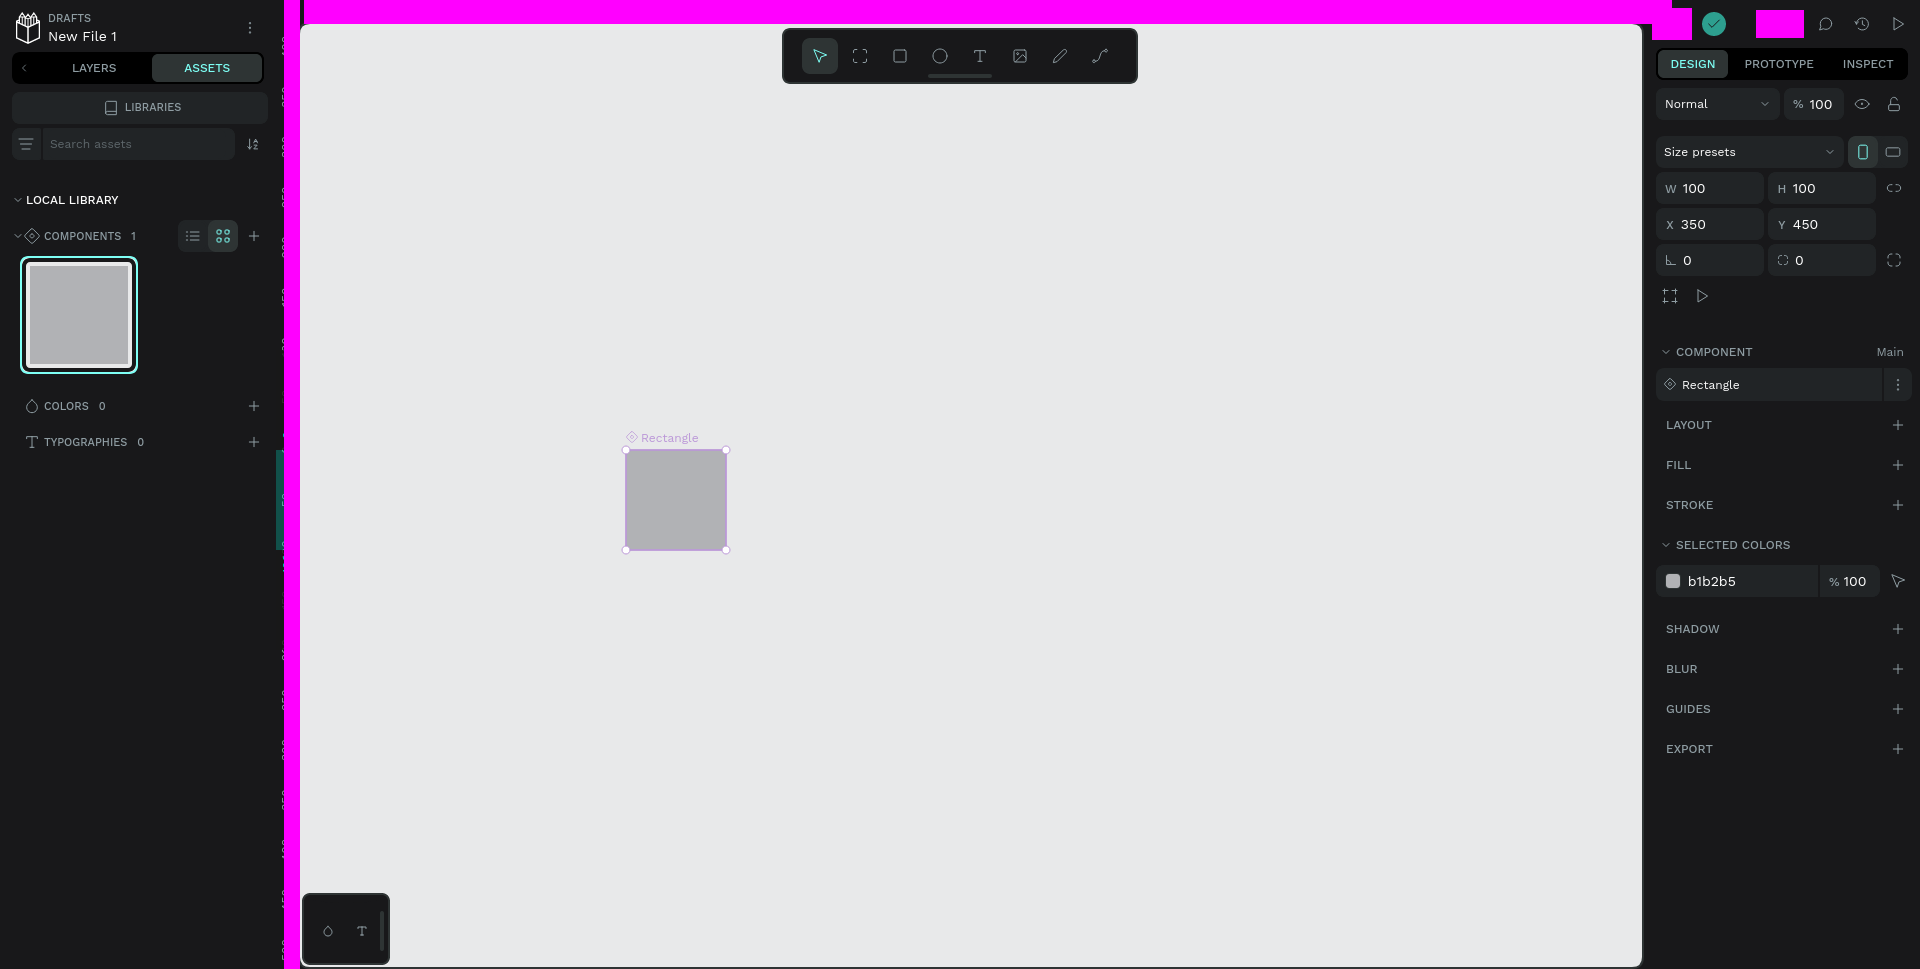 DRAFTS
New File 1
LAYERS
ASSETS
LIBRARIES
Search assets
LOCAL LIBRARY
COMPONENTS 1
COLORS 0
TYPOGRAPHIES 0
Rectangle
DESIGN
PROTOTYPE
INSPECT
Normal
% 100
Size presets
W 100
H 100
X 350
Y 450
0
0
COMPONENT
Main
Rectangle
LAYOUT
FILL
STROKE
SELECTED COLORS
b1b2b5
% 100
SHADOW
BLUR
GUIDES
EXPORT